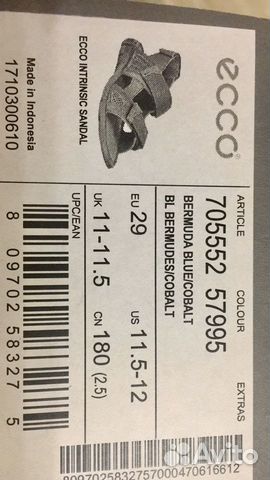 ecco
ECCO INTRINSIC SANDAL
Made in Indonesia
1710300610
ARTICLE COLOUR EXTRAS
705552 57995
BERMUDA BLUE/COBALT
BL BERMUDES/COBALT
EU 29 US 11.5-12
UK 11-11.5 CN 180 (2.5)
UPC/EAN
8 09702 58327 5
8097025832757000470616612
Avito